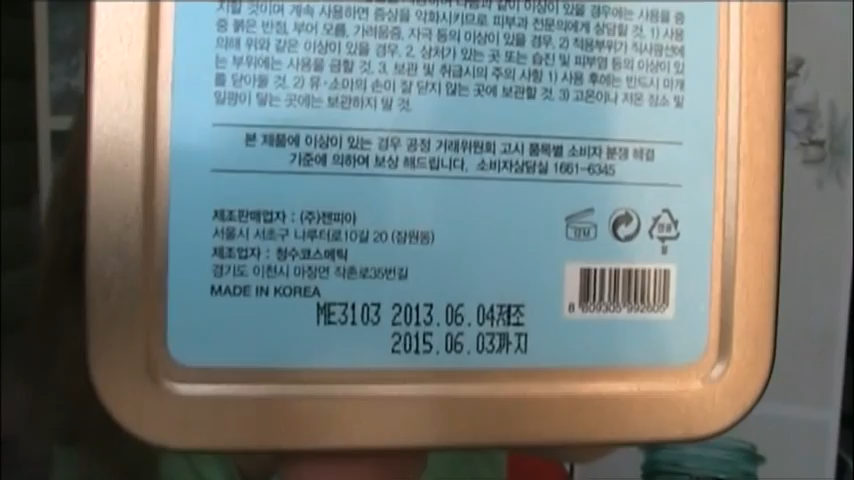 지할 것이며 계속 사용하면 증상을 악화시키므로 피부과 전문의에게 상담할 것. 1) 사용
중 붉은 반점, 부어 오름, 가려움증, 자극 등의 이상이 있을 경우, 2) 적용부위가 직사광선에
의해 위와 같은 이상이 있을 경우, 2. 상처가 있는 곳 또는 습진 및 피부염 등의 이상이 있
는 부위에는 사용을 금할 것. 3. 보관 및 취급시의 주의 사항 1) 사용 후에는 반드시 마개
를 닫아둘 것. 2) 유·소아의 손이 잘 닫지 않는 곳에 보관할 것. 3) 고온이나 저온 장소 및
일광이 닿는 곳에는 보관하지 말 것.
본 제품에 이상이 있는 경우 공정 거래위원회 고시 품목별 소비자 분쟁 해결
기준에 의하여 보상 해드립니다. 소비자상담실 1661-6345
제조판매업자 : (주)젠피아
서울시 서초구 나루터로10길 20 (잠원동)
제조업자 : 청수코스메틱
경기도 이천시 마장면 작촌로35번길
MADE IN KOREA
ME3103 2013.06.04제조
2015.06.03까지
12M
8 809305 992605